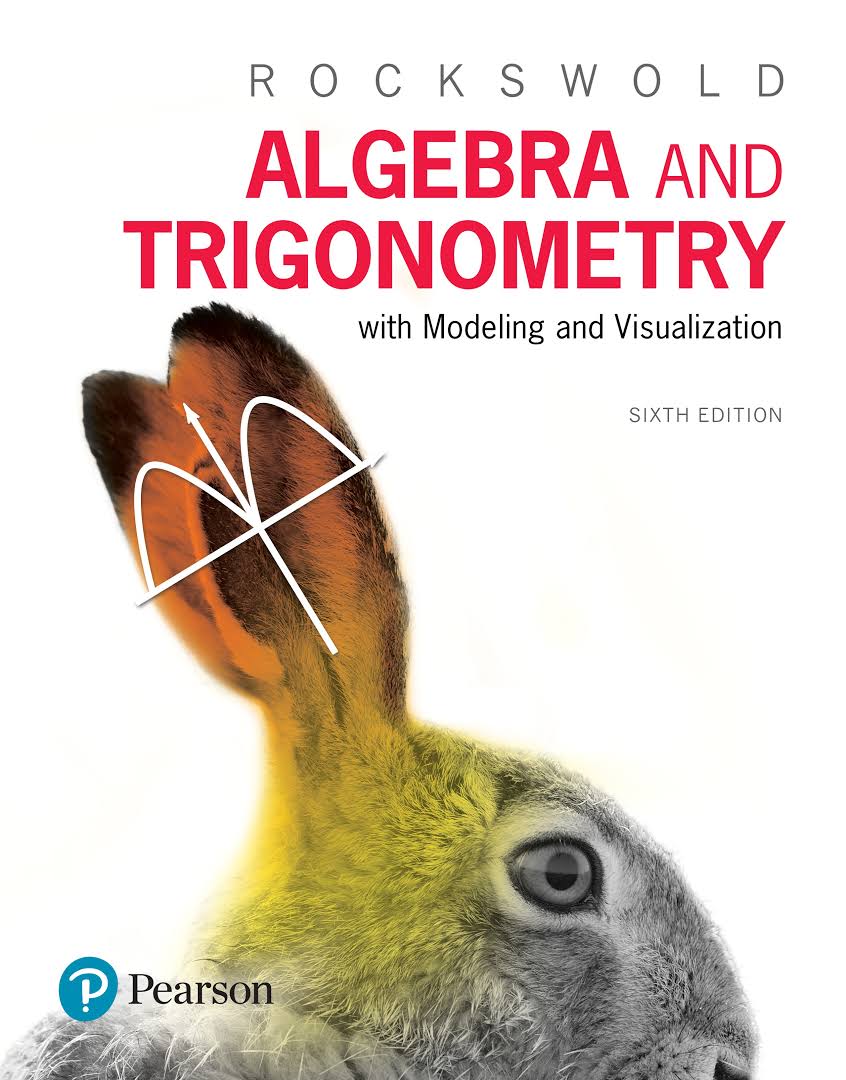 ROCKSWOLD
ALGEBRA AND
TRIGONOMETRY
with Modeling and Visualization
SIXTH EDITION
Pearson